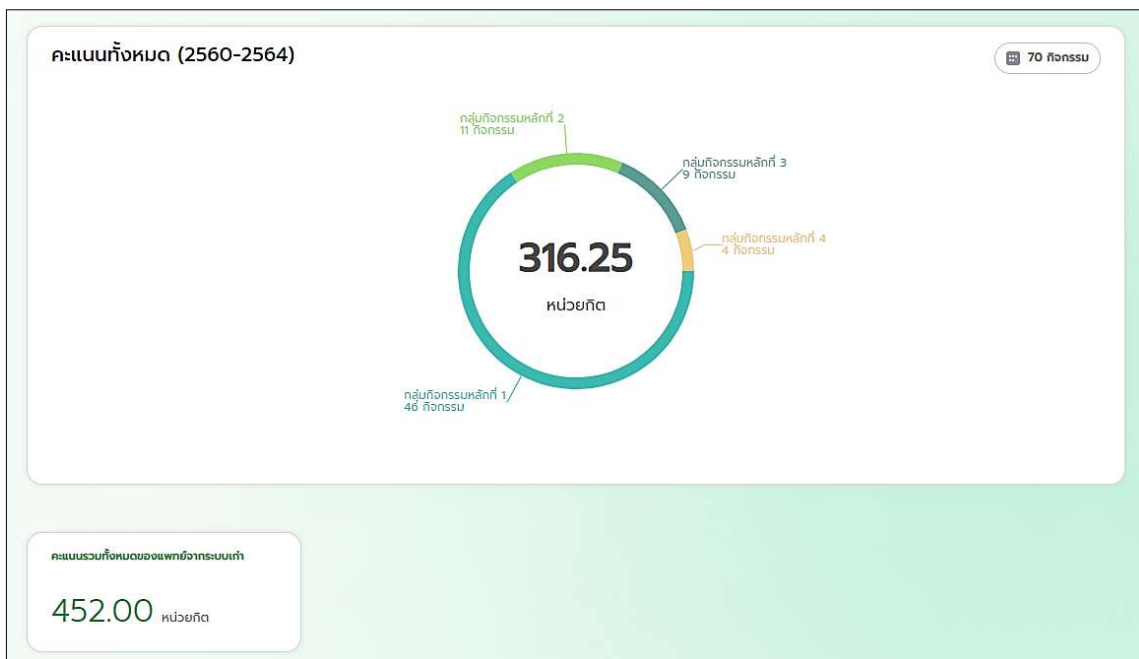 คะแนนทั้งหมด (2560-2564)
70 กิจกรรม
กลุ่มกิจกรรมหลักที่ 2
11 กิจกรรม
กลุ่มกิจกรรมหลักที่ 3
9 กิจกรรม
กลุ่มกิจกรรมหลักที่ 4
4 กิจกรรม
316.25
หน่วยกิต
กลุ่มกิจกรรมหลักที่ 1
46 กิจกรรม
คะแนนรวมทั้งหมดของแพทย์จากระบบเก่า
452.00 หน่วยกิต